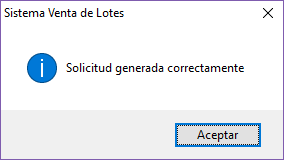 Sistema Venta de Lotes
Solicitud generada correctamente
Aceptar